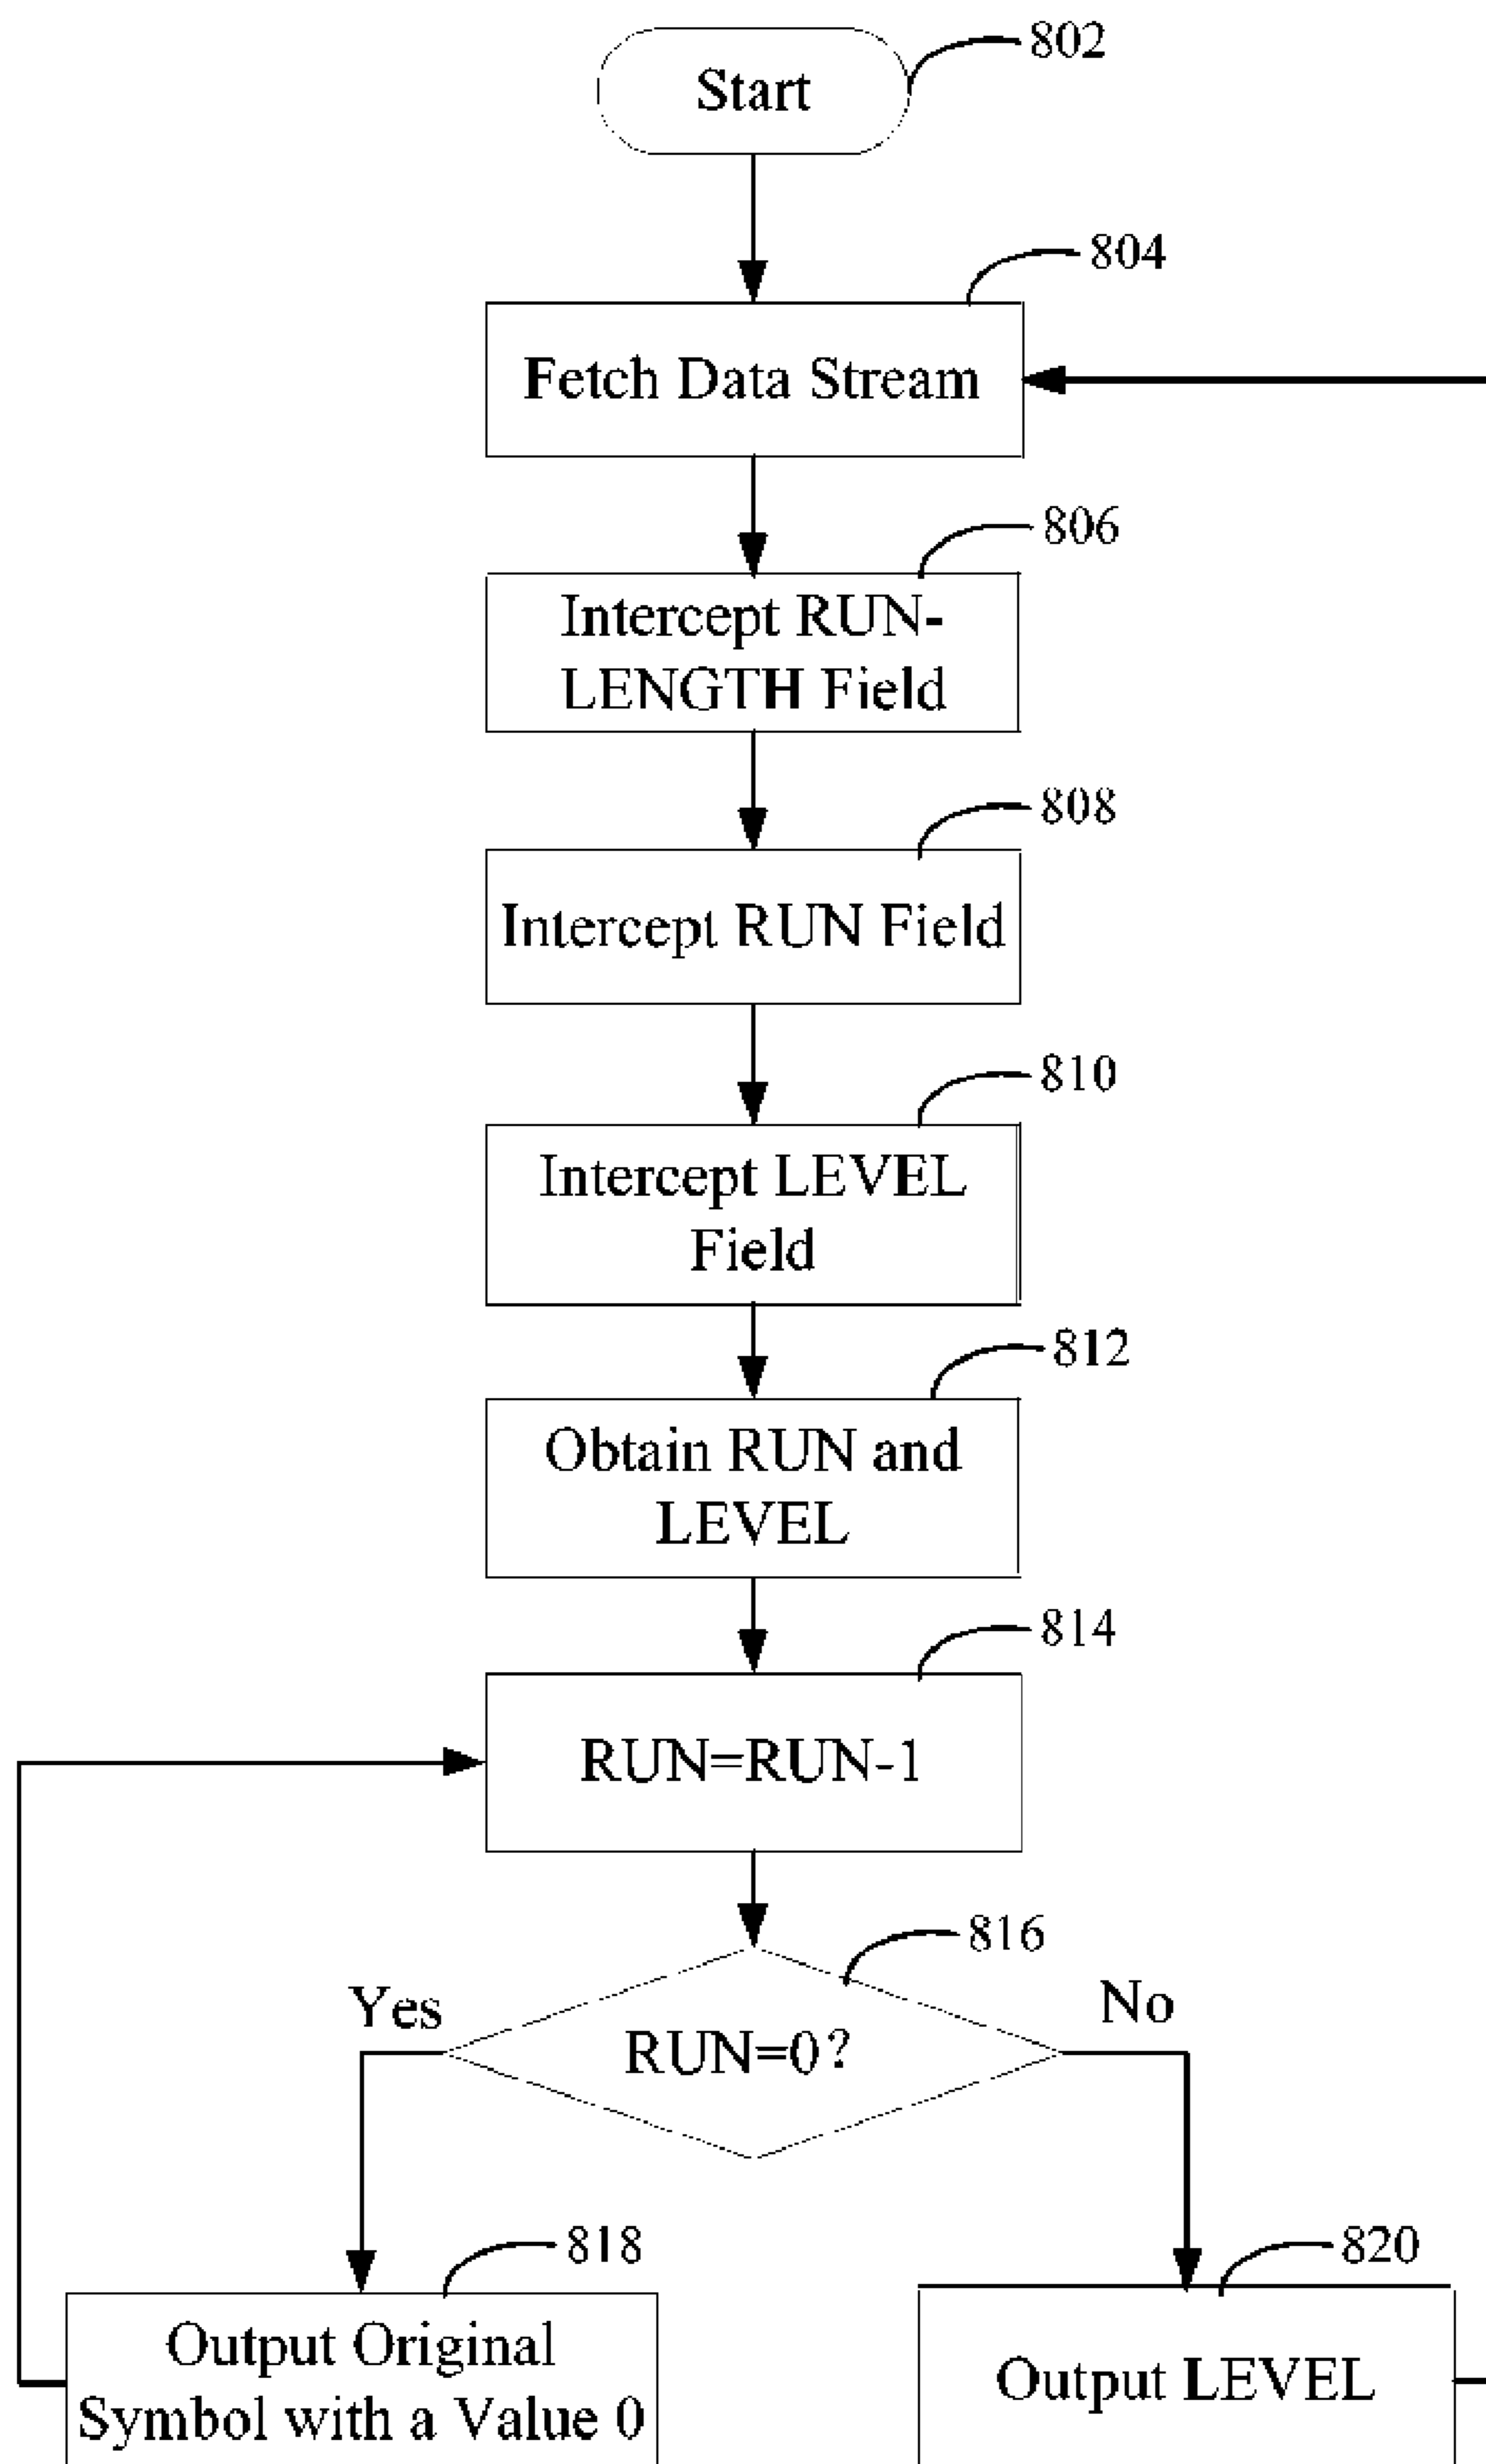 802
Start
804
Fetch Data Stream
806
Intercept RUN-
LENGTH Field
808
Intercept RUN Field
810
Intercept LEVEL
Field
812
Obtain RUN and
LEVEL
814
RUN=RUN-1
816
Yes
No
RUN=0?
818
820
Output Original
Symbol with a Value 0
Output LEVEL